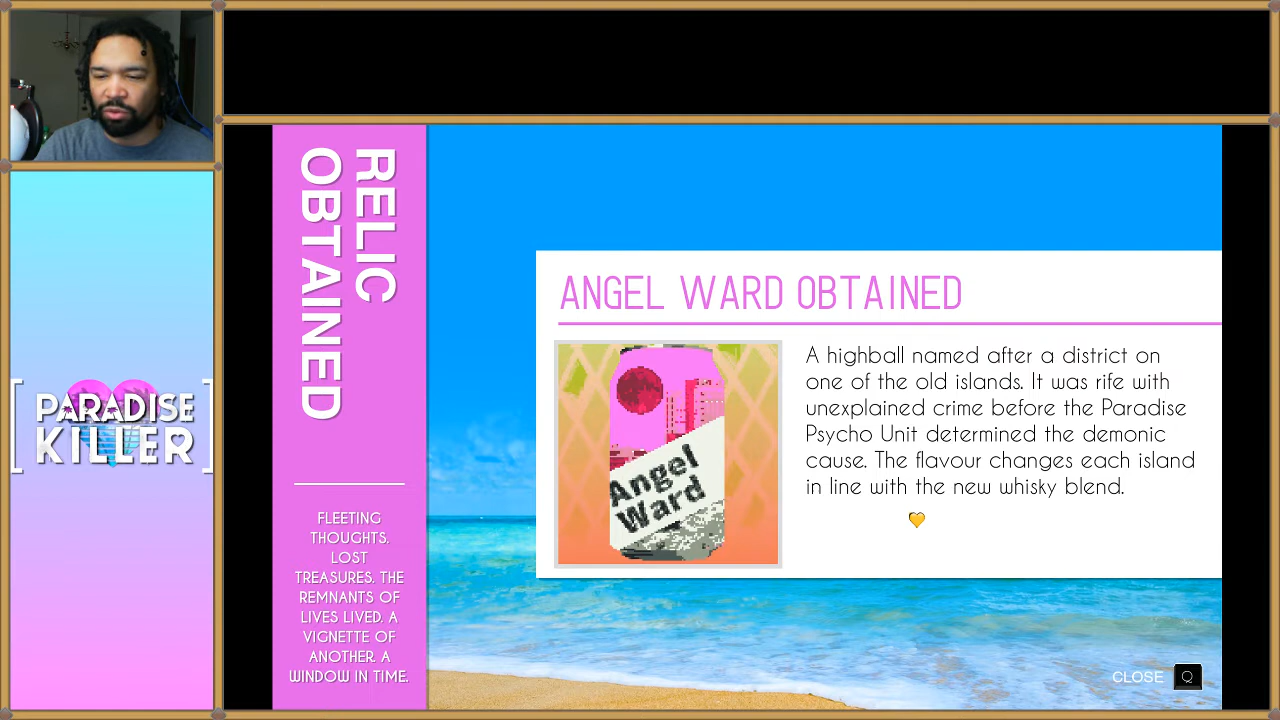 RELIC
OBTAINED
FLEETING
THOUGHTS.
LOST
TREASURES. THE
REMNANTS OF
LIVES LIVED. A
VIGNETTE OF
ANOTHER. A
WINDOW IN TIME.
[PARADISE
KILLER]
ANGEL WARD OBTAINED
Angel
Ward
A highball named after a district on
one of the old islands. It was rife with
unexplained crime before the Paradise
Psycho Unit determined the demonic
cause. The flavour changes each island
in line with the new whisky blend.
CLOSE Q